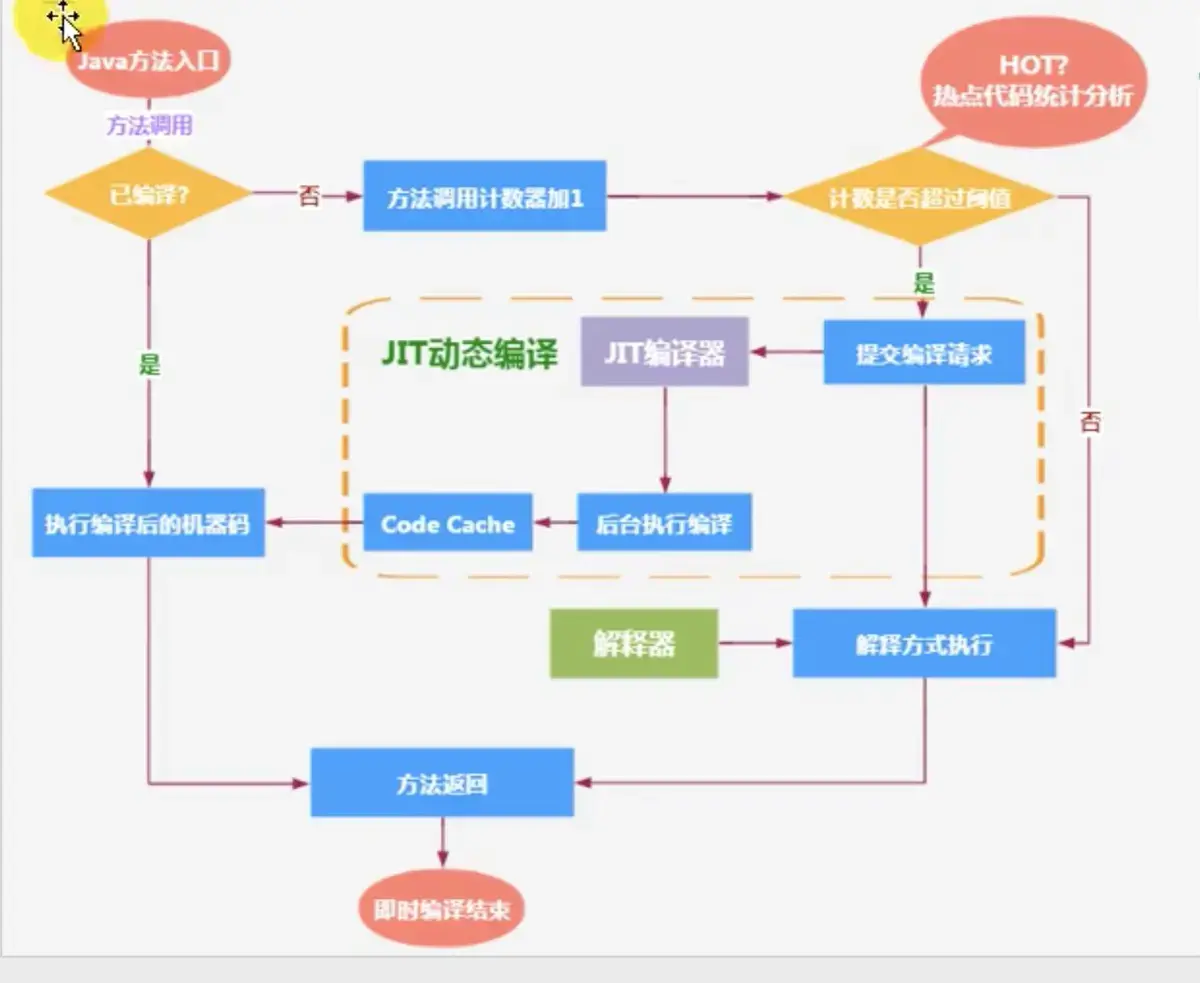 Java方法入口
HOT?
热点代码统计分析
方法调用
已编译?
否
方法调用计数器加1
计数是否超过阈值
是
JIT动态编译
JIT编译器
提交编译请求
是
否
执行编译后的机器码
Code Cache
后台执行编译
解释器
解释方式执行
方法返回
即时编译结束